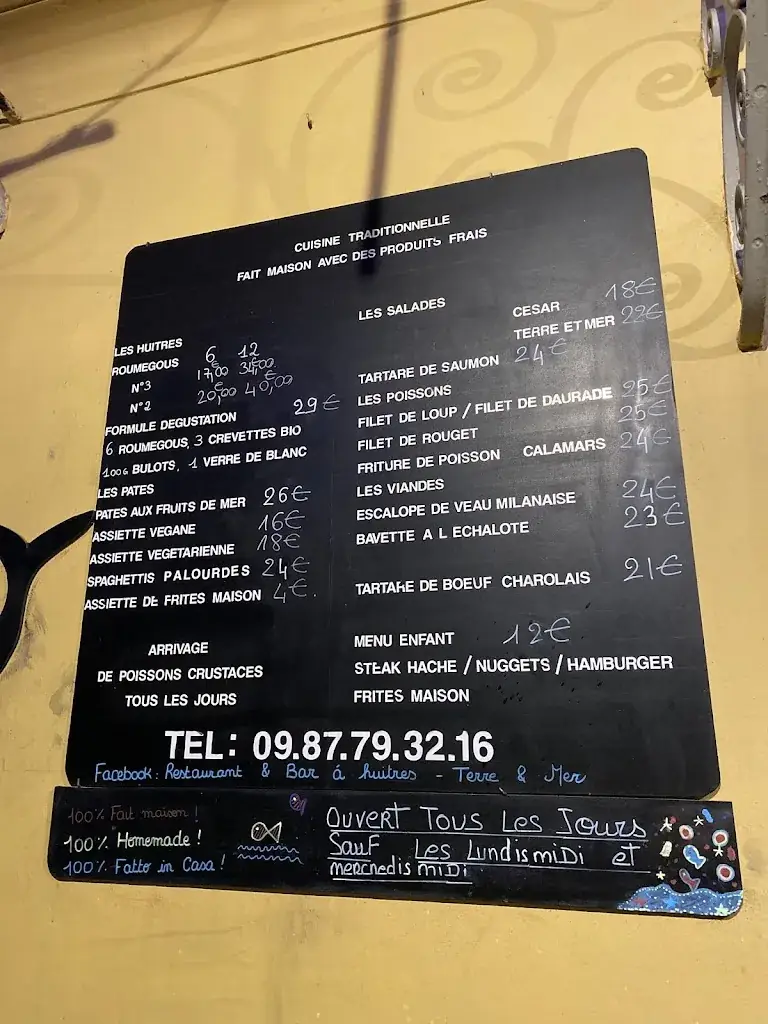 CUISINE TRADITIONNELLE
FAIT MAISON AVEC DES PRODUITS FRAIS
LES HUITRES
ROUMEGOUS 6 12
N°3 17,00 34,00
N°2 20,00 40,00
FORMULE DEGUSTATION 29€
6 ROUMEGOUS, 3 CREVETTES BIO
100G BULOTS, 1 VERRE DE BLANC
LES PATES
PATES AUX FRUITS DE MER 26€
ASSIETTE VEGANE 16€
ASSIETTE VEGETARIENNE 18€
SPAGHETTIS PALOURDES 24€
ASSIETTE DE FRITES MAISON 4€.
ARRIVAGE
DE POISSONS CRUSTACES
TOUS LES JOURS
LES SALADES CESAR 18€
TERRE ET MER 22€
TARTARE DE SAUMON 24€
LES POISSONS
FILET DE LOUP / FILET DE DAURADE 25€
FILET DE ROUGET 25€
FRITURE DE POISSON CALAMARS 24€
LES VIANDES
ESCALOPE DE VEAU MILANAISE 24€
BAVETTE A L ECHALOTE 23€
TARTARE DE BOEUF CHAROLAIS 21€
MENU ENFANT 12€
STEAK HACHE / NUGGETS / HAMBURGER
FRITES MAISON
TEL: 09.87.79.32.16
Facebook: Restaurant & Bar à huitres - Terre & Mer
100% Fait maison !
100% Homemade !
100% Fatto in Casa !
Ouvert Tous Les Jours
Sauf Les Lundis miDi et
mercredis miDi